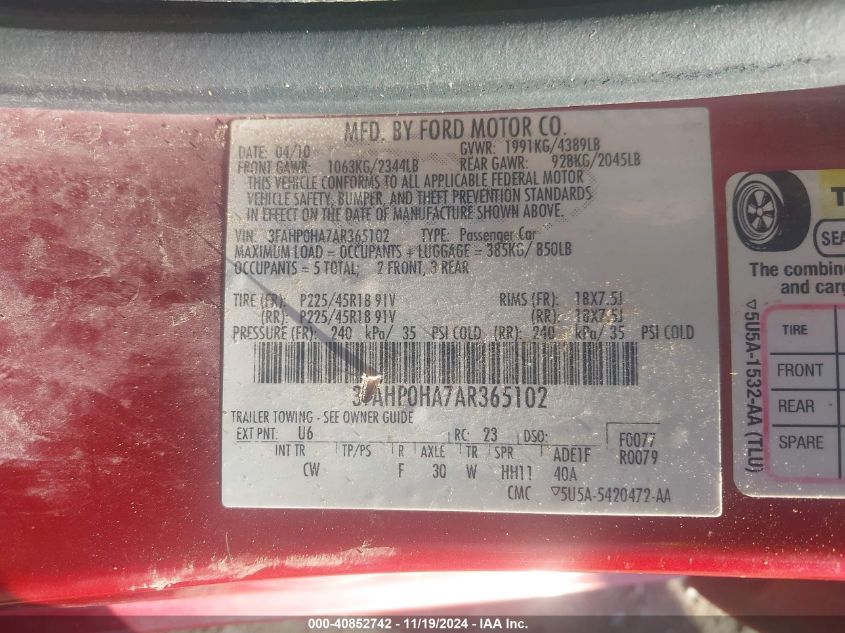 MFD. BY FORD MOTOR CO.
DATE: 04/10 GVWR: 1991KG/4389LB
FRONT GAWR: 1063KG/2344LB REAR GAWR: 928KG/2045LB
THIS VEHICLE CONFORMS TO ALL APPLICABLE FEDERAL MOTOR
VEHICLE SAFETY, BUMPER, AND THEFT PREVENTION STANDARDS
IN EFFECT ON THE DATE OF MANUFACTURE SHOWN ABOVE.
VIN: 3FAHP0HA7AR365102 TYPE: Passenger Car
MAXIMUM LOAD = OCCUPANTS + LUGGAGE = 385KG/ 850LB
OCCUPANTS = 5 TOTAL; 2 FRONT, 3 REAR
TIRE (FR): P225/45R18 91V RIMS (FR): 18X7.5J
(RR): P225/45R18 91V (RR): 18X7.5J
PRESSURE (FR): 240 kPa/ 35 PSI COLD (RR): 240 kPa/ 35 PSI COLD
3FAHP0HA7AR365102
TRAILER TOWING - SEE OWNER GUIDE
EXT PNT: U6 RC: 23 DSO: F0077
R0079
INT TR TP/PS R AXLE TR SPR ADE1F
CW F 30 W HH11 40A
CMC ▽5U5A-5420472-AA
T
SEA
The combine
and carg
TIRE
FRONT
REAR
SPARE
▽5U5A-1532-AA (TLU)
000-40852742 - 11/19/2024 - IAA Inc.